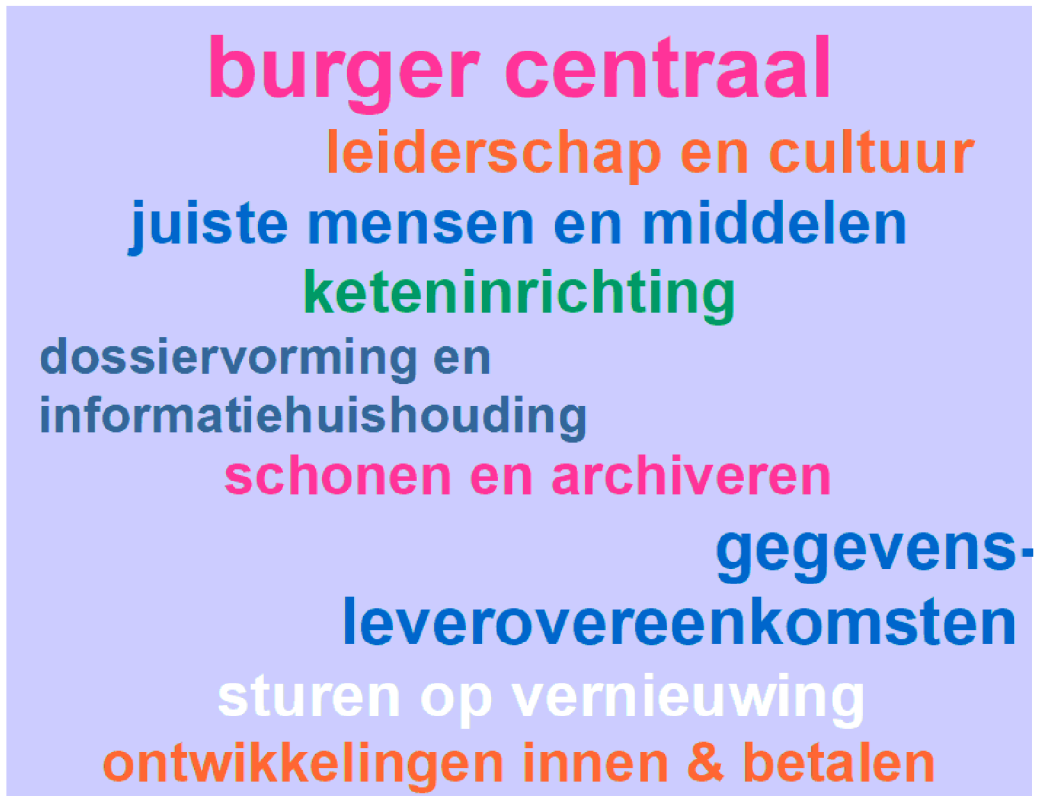 burger centraal
leiderschap en cultuur
juiste mensen en middelen
keteninrichting
dossiervorming en
informatiehuishouding
schonen en archiveren
gegevens-
leverovereenkomsten
sturen op vernieuwing
ontwikkelingen innen & betalen